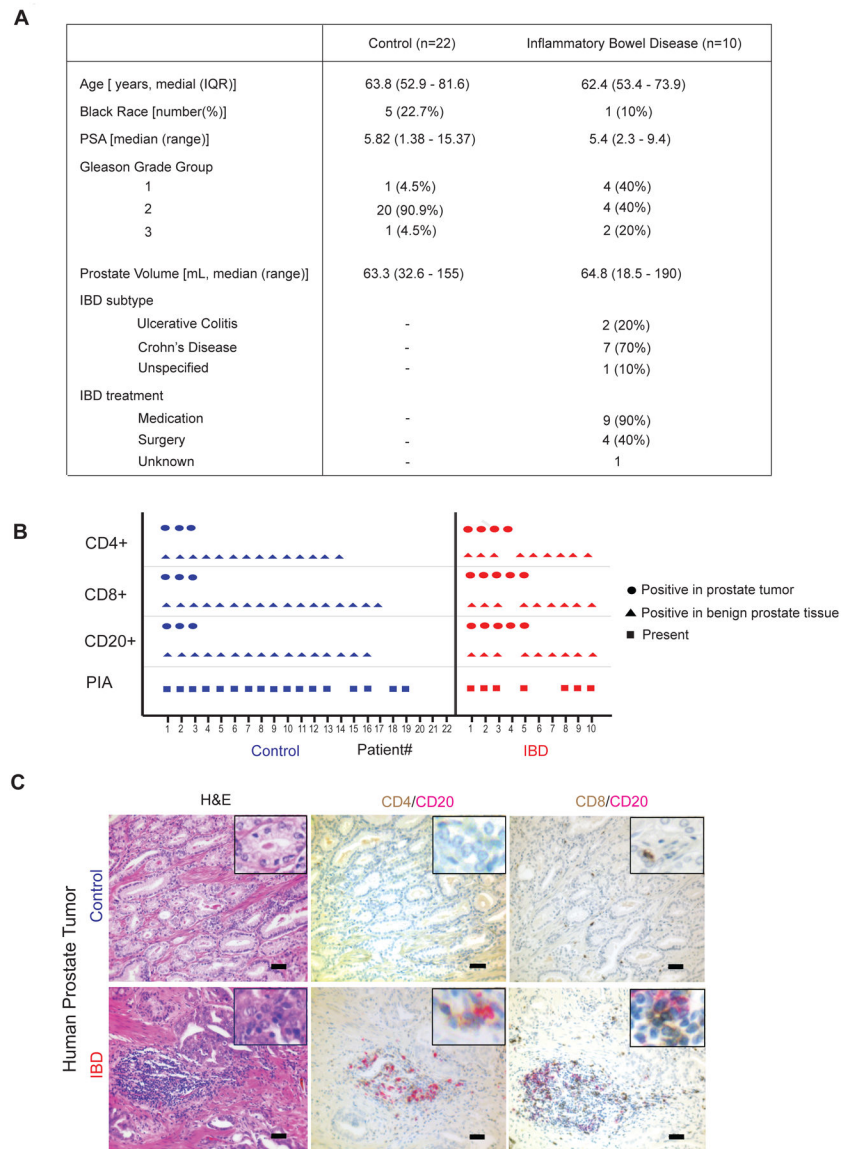 A
Control (n=22) Inflammatory Bowel Disease (n=10)
Age [ years, medial (IQR)] 63.8 (52.9 - 81.6) 62.4 (53.4 - 73.9)
Black Race [number(%)] 5 (22.7%) 1 (10%)
PSA [median (range)] 5.82 (1.38 - 15.37) 5.4 (2.3 - 9.4)
Gleason Grade Group
1 1 (4.5%) 4 (40%)
2 20 (90.9%) 4 (40%)
3 1 (4.5%) 2 (20%)
Prostate Volume [mL, median (range)] 63.3 (32.6 - 155) 64.8 (18.5 - 190)
IBD subtype
Ulcerative Colitis - 2 (20%)
Crohn's Disease - 7 (70%)
Unspecified - 1 (10%)
IBD treatment
Medication - 9 (90%)
Surgery - 4 (40%)
Unknown - 1
B
CD4+
CD8+
CD20+
PIA
Positive in prostate tumor
Positive in benign prostate tissue
Present
1 2 3 4 5 6 7 8 9 10 11 12 13 14 15 16 17 18 19 20 21 22 1 2 3 4 5 6 7 8 9 10
Control Patient# IBD
C
H&E CD4/CD20 CD8/CD20
Human Prostate Tumor
Control
IBD